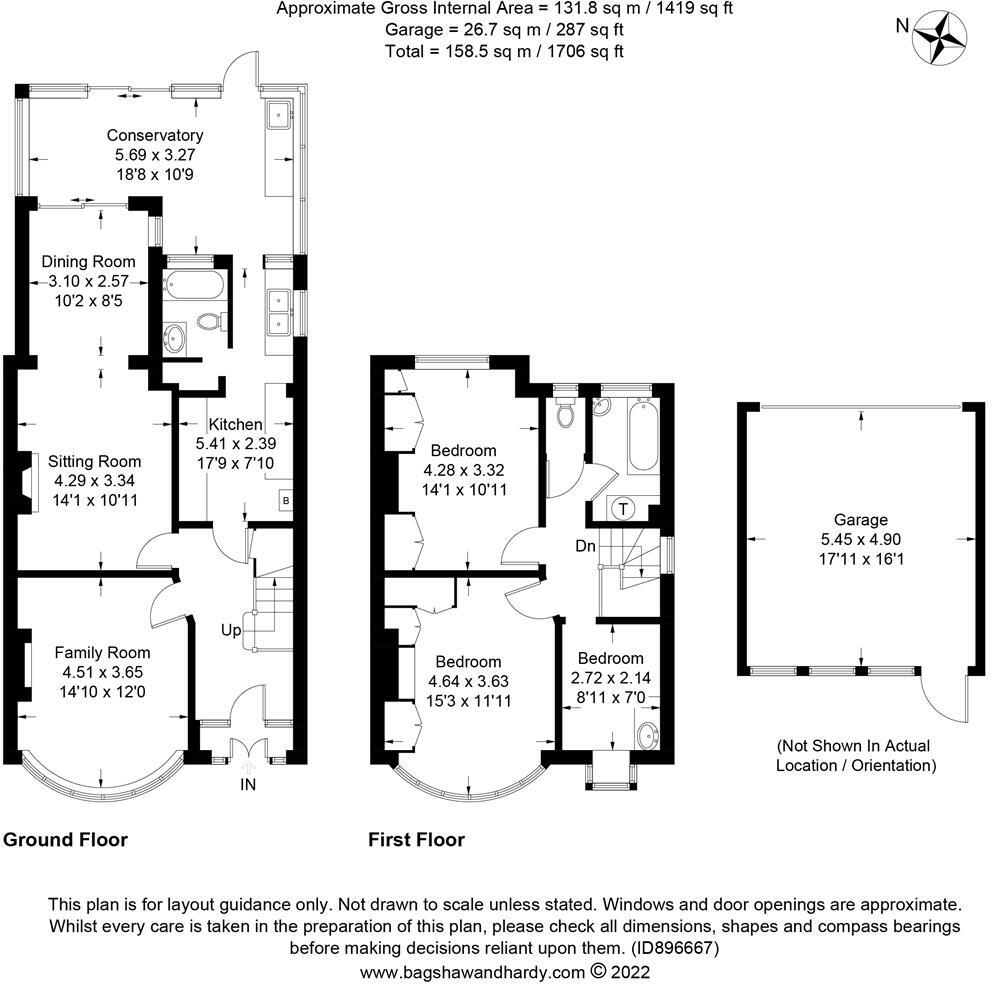 Approximate Gross Internal Area = 131.8 sq m / 1419 sq ft
Garage = 26.7 sq m / 287 sq ft
Total = 158.5 sq m / 1706 sq ft
N
Conservatory
5.69 x 3.27
18'8 x 10'9
Dining Room
3.10 x 2.57
10'2 x 8'5
Kitchen
5.41 x 2.39
17'9 x 7'10
Sitting Room
4.29 x 3.34
14'1 x 10'11
B
Up
Family Room
4.51 x 3.65
14'10 x 12'0
IN
Ground Floor
Bedroom
4.28 x 3.32
14'1 x 10'11
T
Dn
Bedroom
4.64 x 3.63
15'3 x 11'11
Bedroom
2.72 x 2.14
8'11 x 7'0
First Floor
Garage
5.45 x 4.90
17'11 x 16'1
(Not Shown In Actual
Location / Orientation)
This plan is for layout guidance only. Not drawn to scale unless stated. Windows and door openings are approximate.
Whilst every care is taken in the preparation of this plan, please check all dimensions, shapes and compass bearings
before making decisions reliant upon them. (ID896667)
www.bagshawandhardy.com © 2022